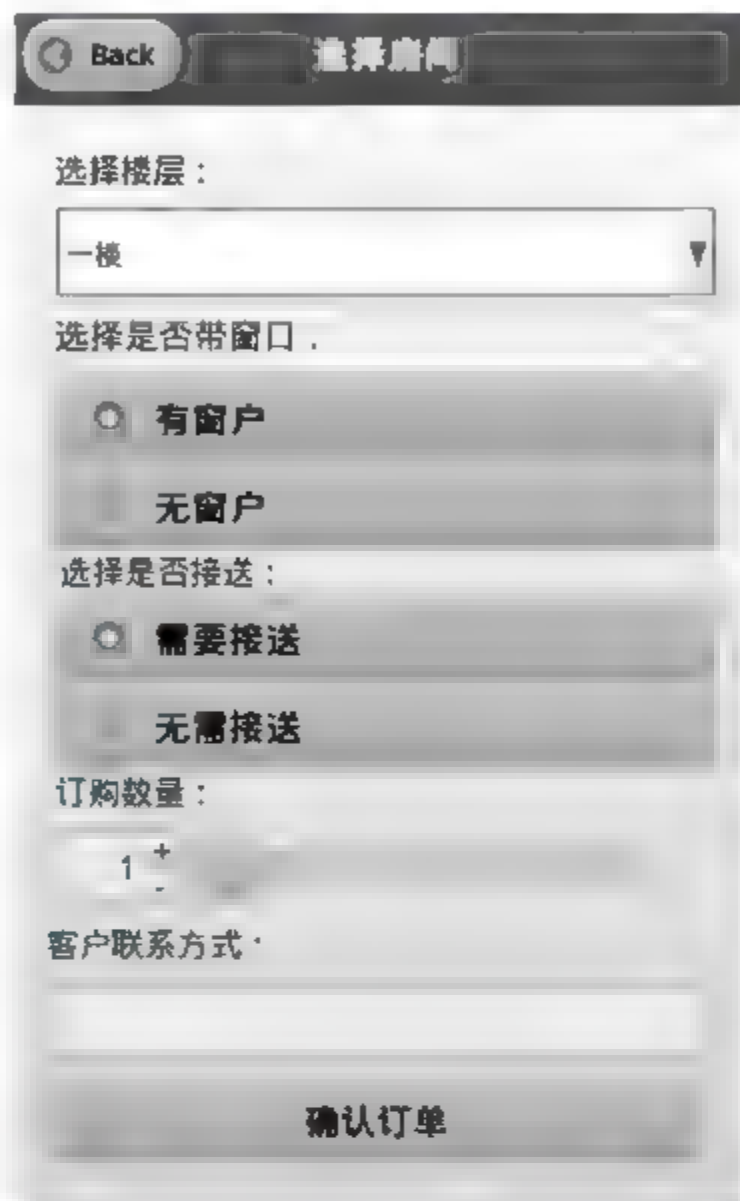 Back 选择房间
选择楼层：
一楼 ▼
选择是否带窗口：
有窗户
无窗户
选择是否接送：
需要接送
无需接送
订购数量：
1 + -
客户联系方式：
确认订单